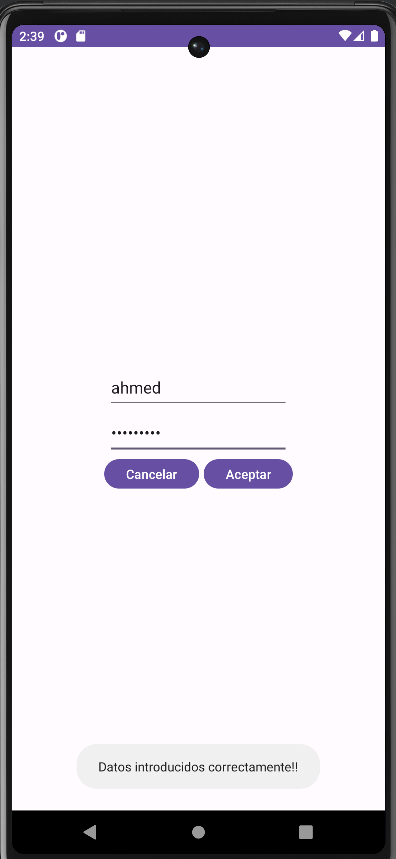 2:39
ahmed
•••••••••
Cancelar Aceptar
Datos introducidos correctamente!!